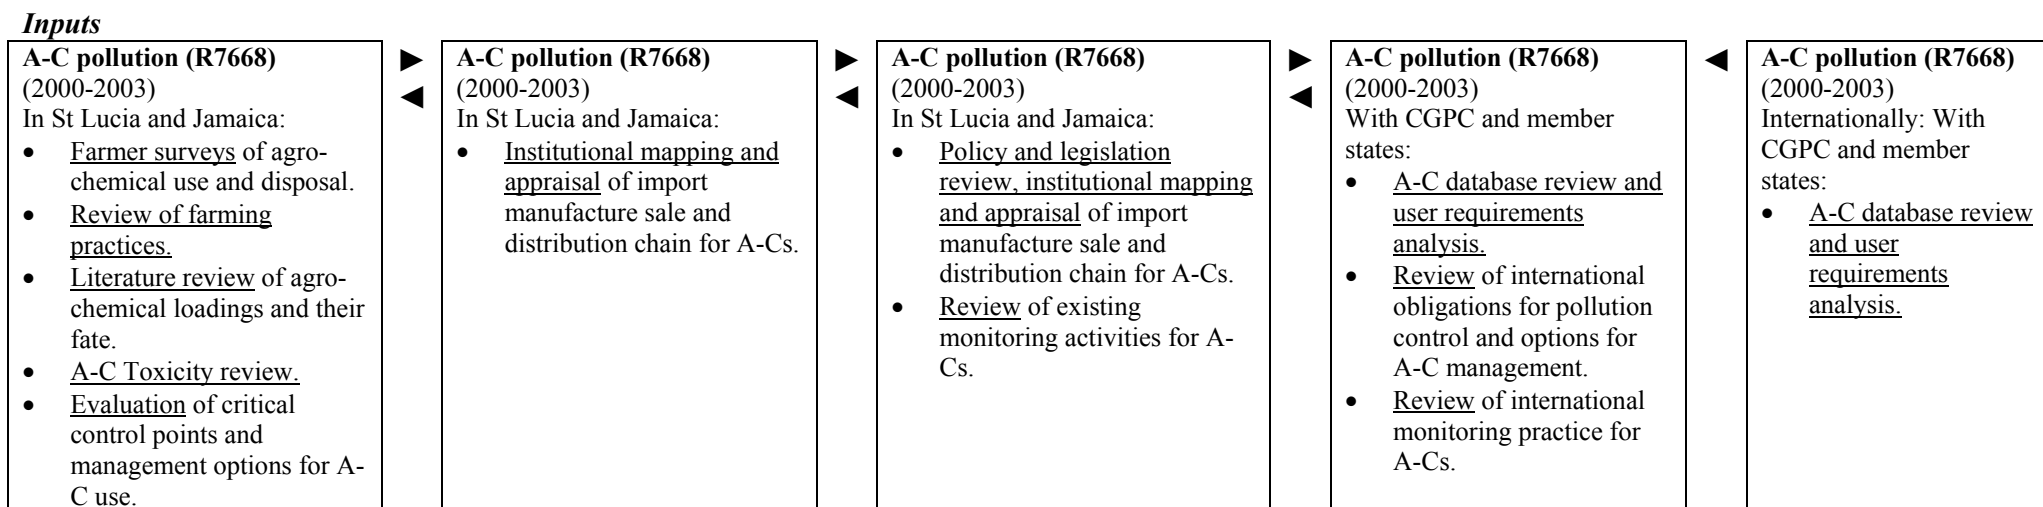 Inputs
A-C pollution (R7668)
(2000-2003)
In St Lucia and Jamaica:
• Farmer surveys of agro-
chemical use and disposal.
• Review of farming
practices.
• Literature review of agro-
chemical loadings and their
fate.
• A-C Toxicity review.
• Evaluation of critical
control points and
management options for A-
C use.
A-C pollution (R7668)
(2000-2003)
In St Lucia and Jamaica:
• Institutional mapping and
appraisal of import
manufacture sale and
distribution chain for A-Cs.
A-C pollution (R7668)
(2000-2003)
In St Lucia and Jamaica:
• Policy and legislation
review, institutional mapping
and appraisal of import
manufacture sale and
distribution chain for A-Cs.
• Review of existing
monitoring activities for A-
Cs.
A-C pollution (R7668)
(2000-2003)
With CGPC and member
states:
• A-C database review and
user requirements
analysis.
• Review of international
obligations for pollution
control and options for
A-C management.
• Review of international
monitoring practice for
A-Cs.
A-C pollution (R7668)
(2000-2003)
Internationally: With
CGPC and member
states:
• A-C database review
and user
requirements
analysis.